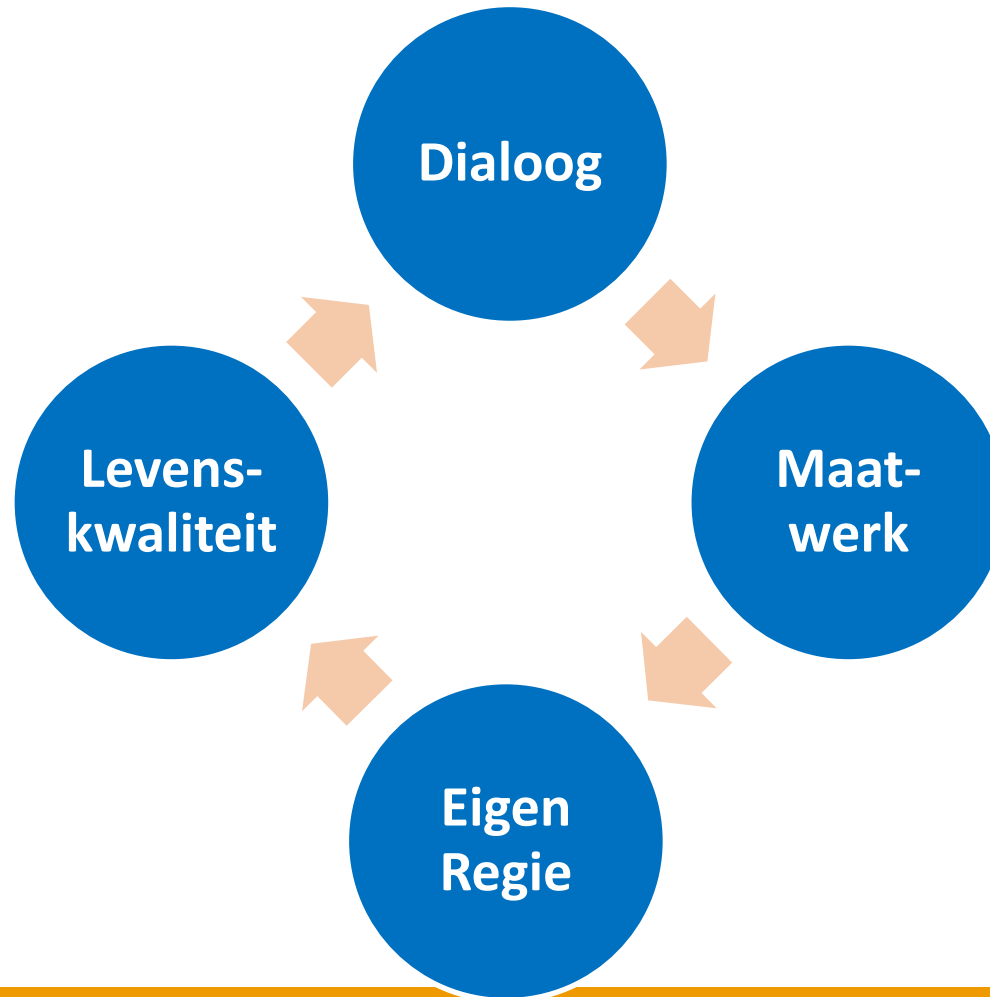 Dialoog
Levens-
kwaliteit
Maat-
werk
Eigen
Regie